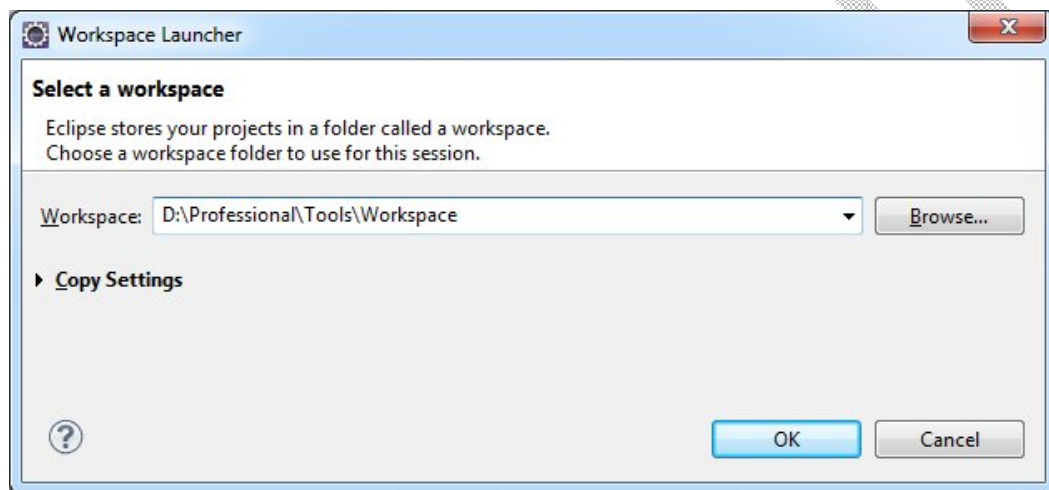 Workspace Launcher
Select a workspace
Eclipse stores your projects in a folder called a workspace.
Choose a workspace folder to use for this session.
Workspace: D:\Professional\Tools\Workspace Browse...
Copy Settings
OK Cancel